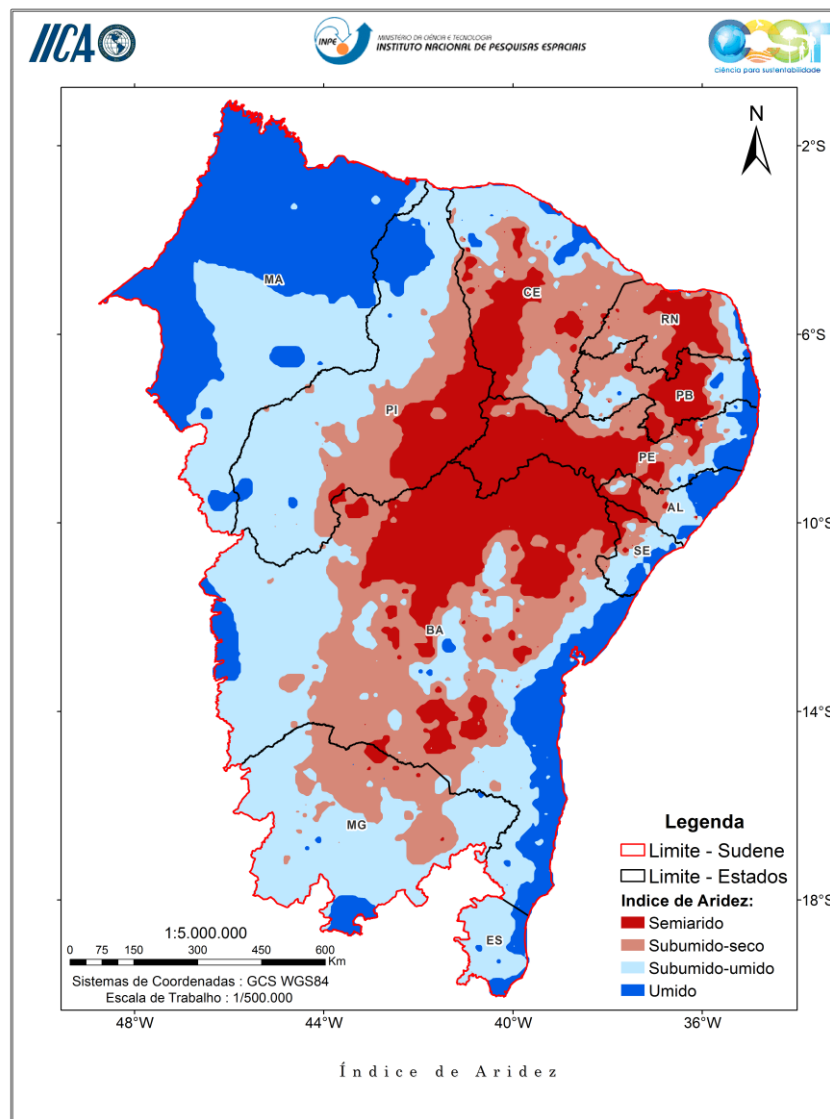 IICA
INPE
MINISTÉRIO DA CIÊNCIA E TECNOLOGIA
INSTITUTO NACIONAL DE PESQUISAS ESPACIAIS
CCST
ciência para sustentabilidade
N
2°S
MA
CE
RN
6°S
PI
PB
PE
AL
10°S
SE
BA
14°S
MG
Legenda
Limite - Sudene
Limite - Estados
Indice de Aridez:
Semiarido
Subumido-seco
Subumido-umido
Umido
18°S
ES
1:5.000.000
0 75 150 300 450 600
Km
Sistemas de Coordenadas : GCS WGS84
Escala de Trabalho : 1/500.000
48°W 44°W 40°W 36°W
Índice de Aridez